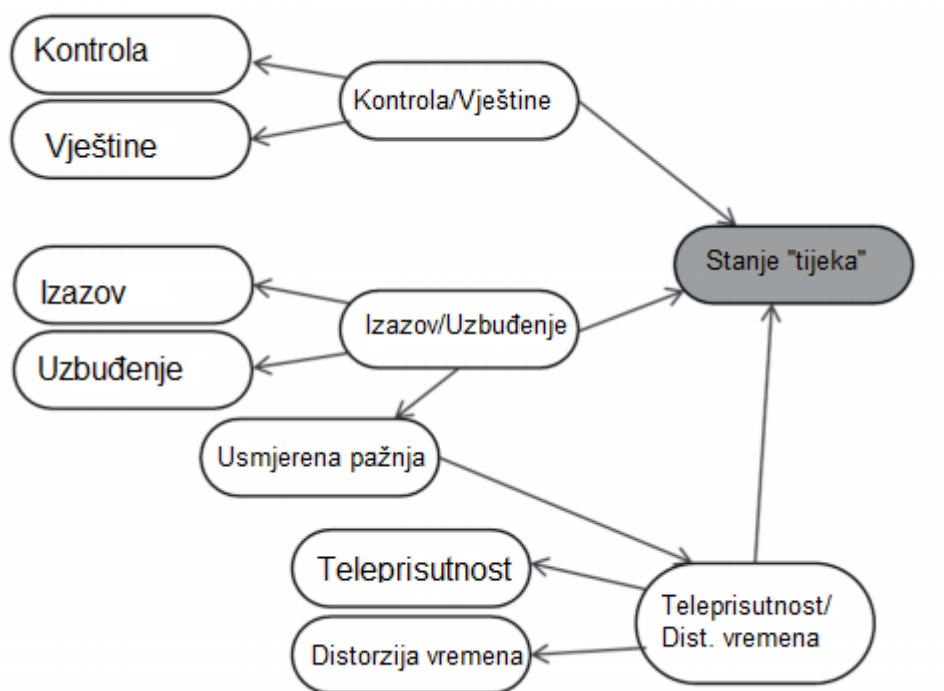 Kontrola
Kontrola/Vještine
Vještine
Stanje "tijeka"
Izazov
Izazov/Uzbuđenje
Uzbuđenje
Usmjerena pažnja
Teleprisutnost
Teleprisutnost/
Dist. vremena
Distorzija vremena